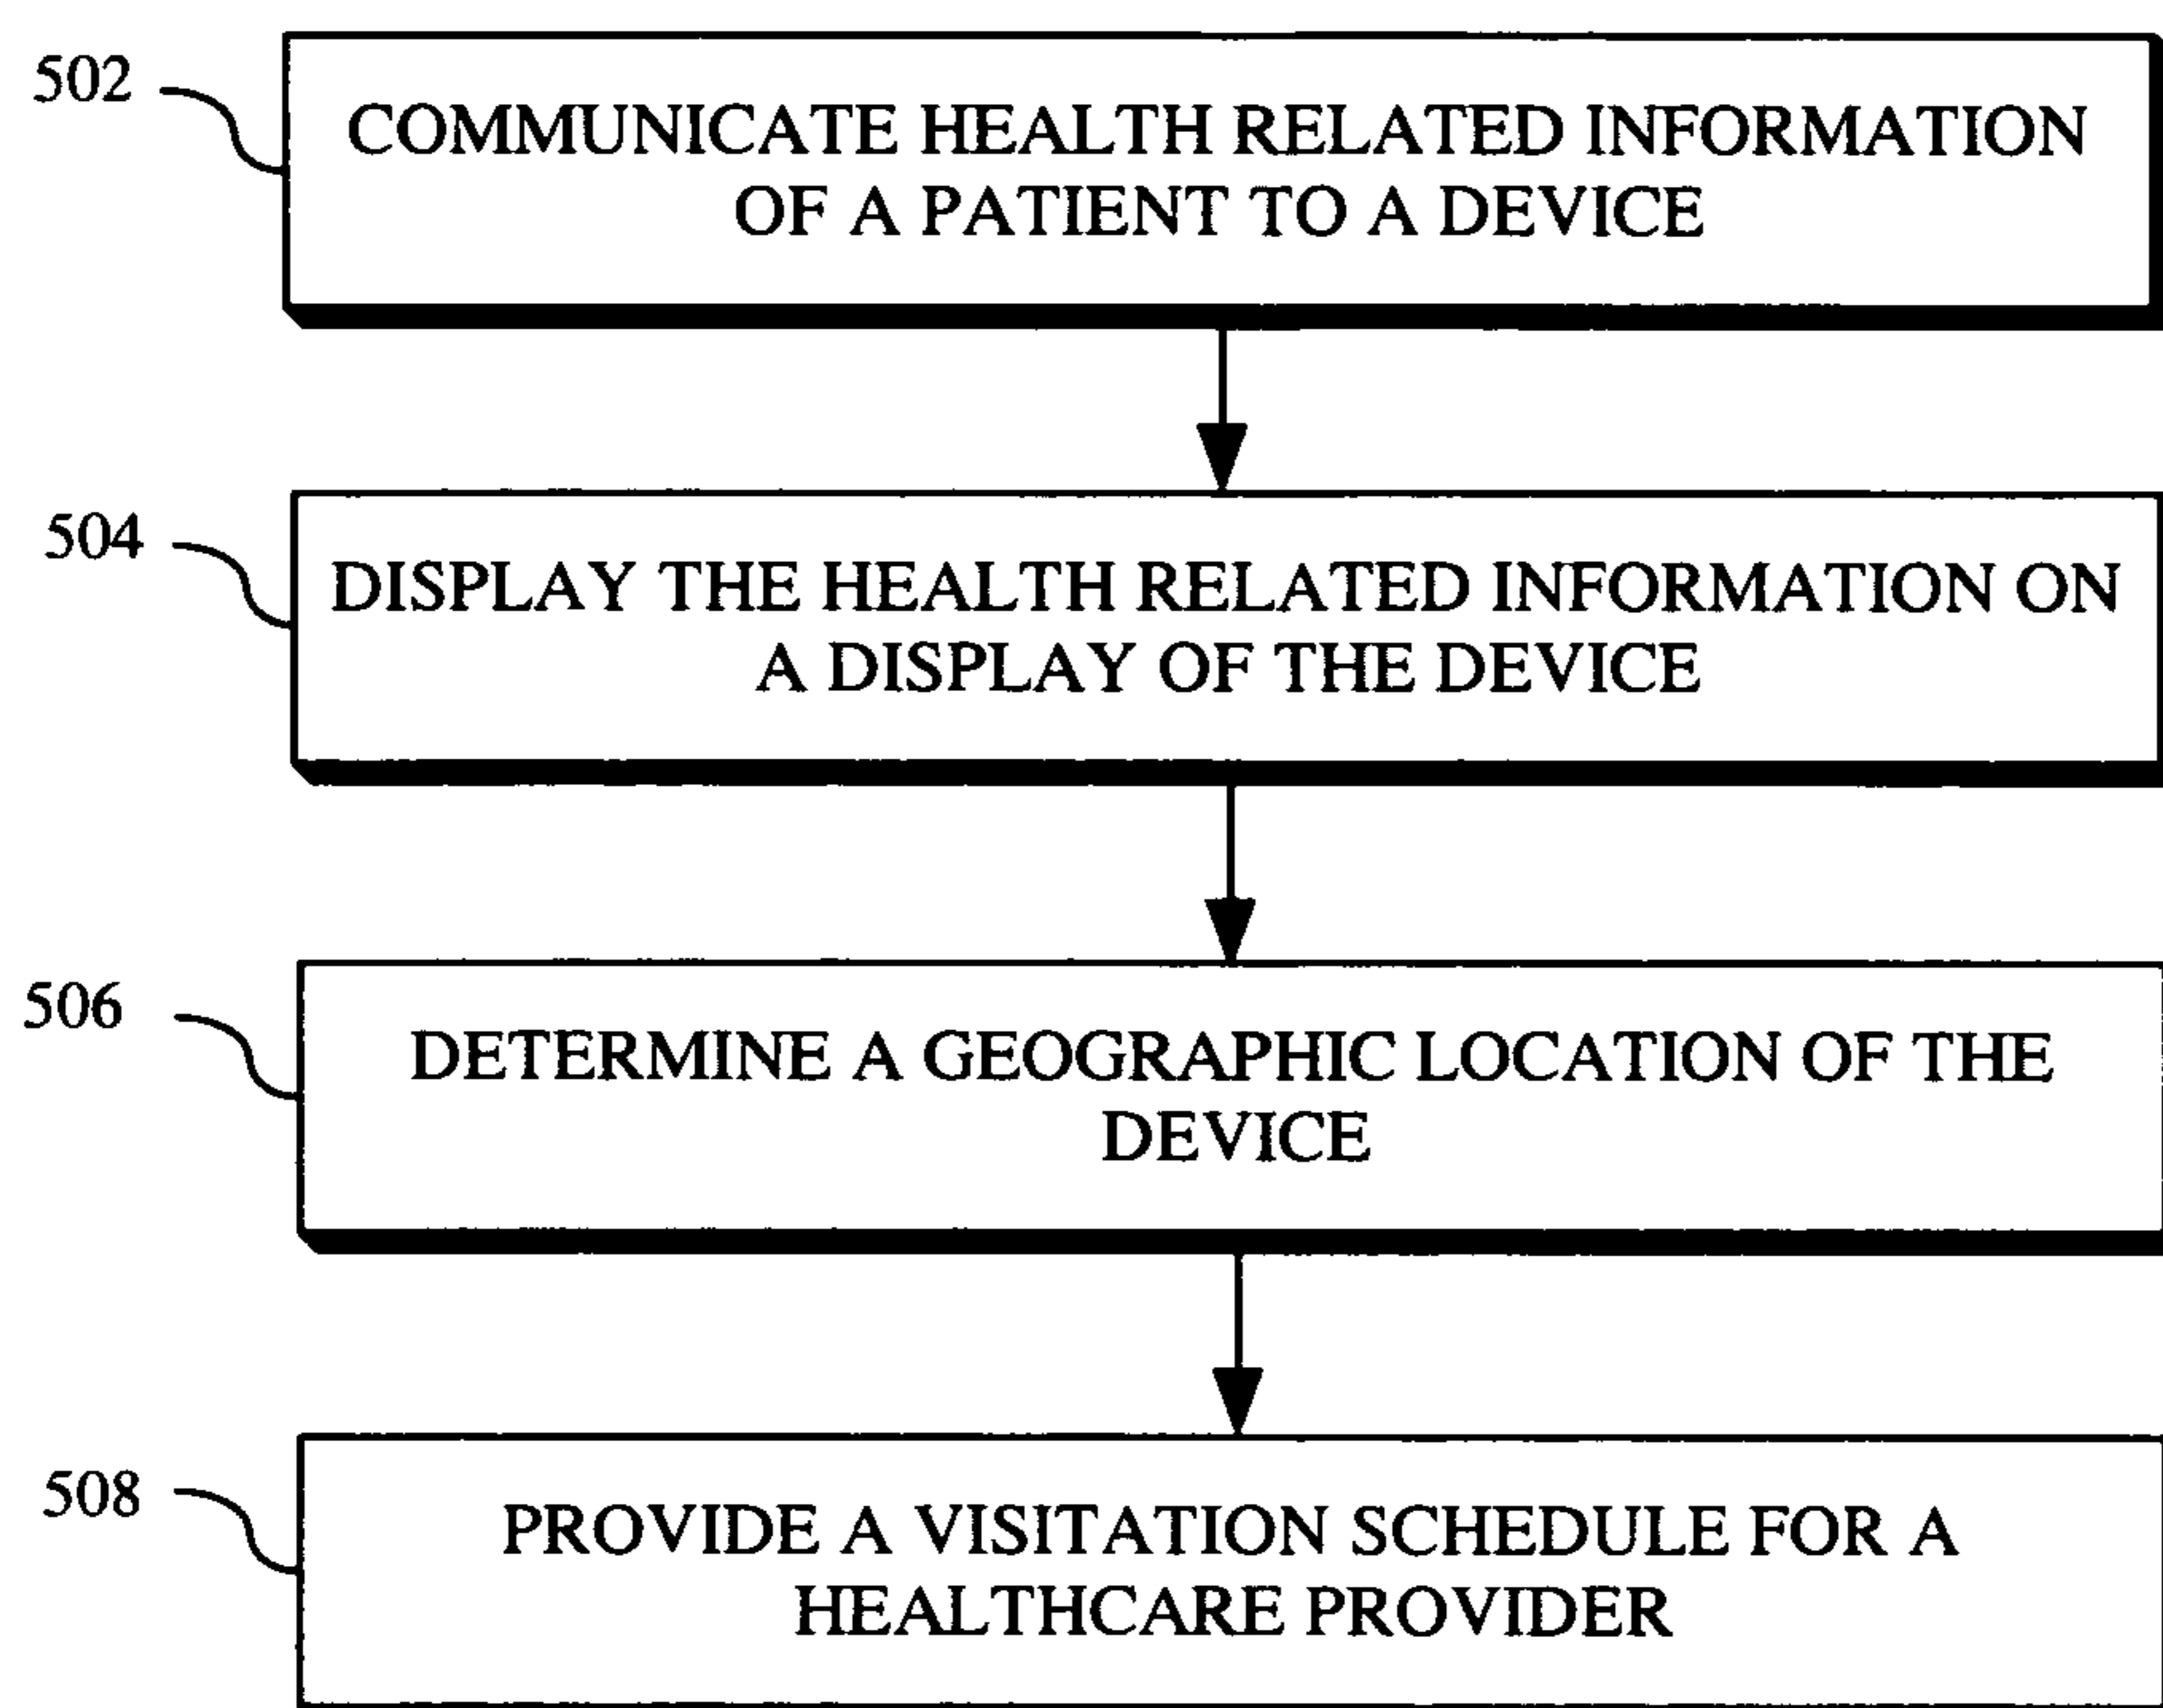 502
COMMUNICATE HEALTH RELATED INFORMATION
OF A PATIENT TO A DEVICE
504
DISPLAY THE HEALTH RELATED INFORMATION ON
A DISPLAY OF THE DEVICE
506
DETERMINE A GEOGRAPHIC LOCATION OF THE
DEVICE
508
PROVIDE A VISITATION SCHEDULE FOR A
HEALTHCARE PROVIDER